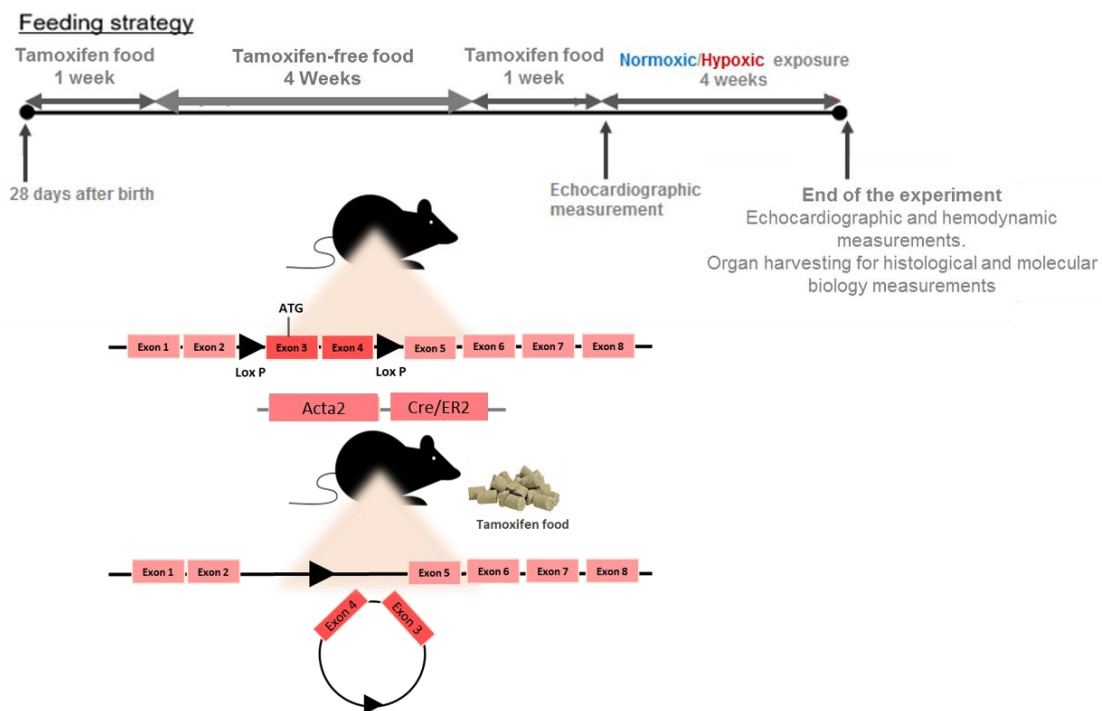 Feeding strategy
Tamoxifen food
1 week
Tamoxifen-free food
4 Weeks
Tamoxifen food
1 week
Normoxic/Hypoxic exposure
4 weeks
28 days after birth
Echocardiographic
measurement
End of the experiment
Echocardiographic and hemodynamic
measurements.
Organ harvesting for histological and molecular
biology measurements
ATG
Exon 1
Exon 2
Exon 3
Exon 4
Exon 5
Exon 6
Exon 7
Exon 8
Lox P
Lox P
Acta2
Cre/ER2
Tamoxifen food
Exon 1
Exon 2
Exon 5
Exon 6
Exon 7
Exon 8
Exon 4
Exon 3